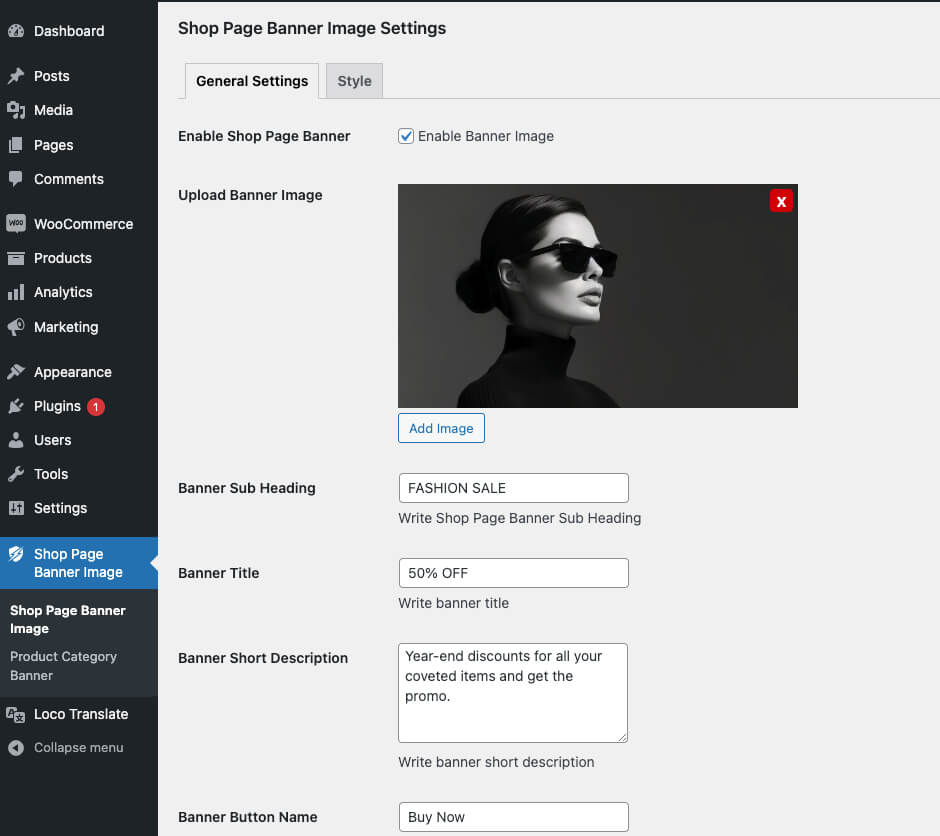 Dashboard
Posts
Media
Pages
Comments
WOO
WooCommerce
Products
Analytics
Marketing
Appearance
Plugins 1
Users
Tools
Settings
Shop Page
Banner Image
Shop Page Banner
Image
Product Category
Banner
Loco Translate
Collapse menu
Shop Page Banner Image Settings
General Settings
Style
Enable Shop Page Banner
Enable Banner Image
Upload Banner Image
X
Add Image
Banner Sub Heading
FASHION SALE
Write Shop Page Banner Sub Heading
Banner Title
50% OFF
Write banner title
Banner Short Description
Year-end discounts for all your
coveted items and get the
promo.
Write banner short description
Banner Button Name
Buy Now